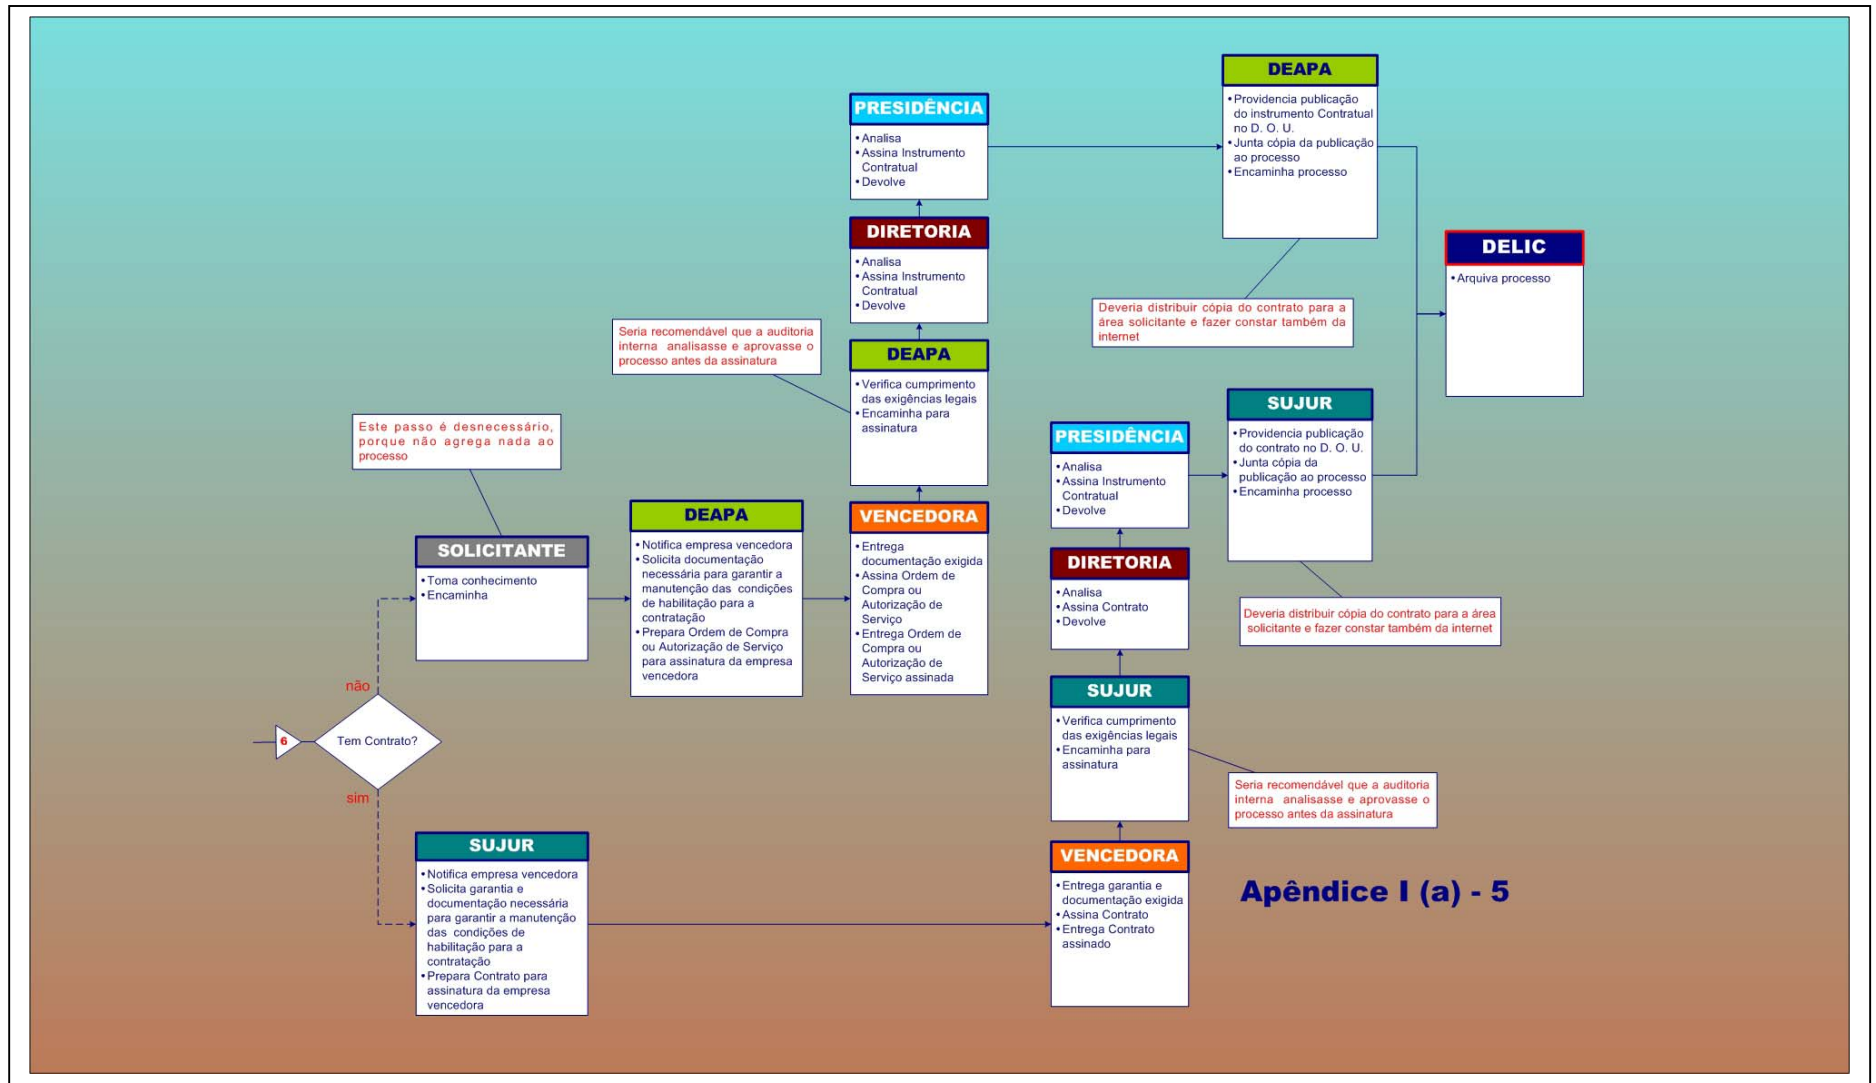 DEAPA
• Providencia publicação
do instrumento Contratual
no D. O. U.
• Junta cópia da publicação
ao processo
• Encaminha processo
PRESIDÊNCIA
• Analisa
• Assina Instrumento
Contratual
• Devolve
DIRETORIA
• Analisa
• Assina Instrumento
Contratual
• Devolve
DELIC
• Arquiva processo
Deveria distribuir cópia do contrato para a
área solicitante e fazer constar também da
internet
Seria recomendável que a auditoria
interna analisasse e aprovasse o
processo antes da assinatura
DEAPA
• Verifica cumprimento
das exigências legais
• Encaminha para
assinatura
Este passo é desnecessário,
porque não agrega nada ao
processo
SUJUR
• Providencia publicação
do contrato no D. O. U.
• Junta cópia da
publicação ao processo
• Encaminha processo
PRESIDÊNCIA
• Analisa
• Assina Instrumento
Contratual
• Devolve
SOLICITANTE
• Toma conhecimento
• Encaminha
DEAPA
• Notifica empresa vencedora
• Solicita documentação
necessária para garantir a
manutenção das condições
de habilitação para a
contratação
• Prepara Ordem de Compra
ou Autorização de Serviço
para assinatura da empresa
vencedora
VENCEDORA
• Entrega
documentação exigida
• Assina Ordem de
Compra ou
Autorização de
Serviço
• Entrega Ordem de
Compra ou
Autorização de
Serviço assinada
DIRETORIA
• Analisa
• Assina Contrato
• Devolve
Deveria distribuir cópia do contrato para a área
solicitante e fazer constar também da internet
não
6
Tem Contrato?
sim
SUJUR
• Verifica cumprimento
das exigências legais
• Encaminha para
assinatura
Seria recomendável que a auditoria
interna analisasse e aprovasse o
processo antes da assinatura
SUJUR
• Notifica empresa vencedora
• Solicita garantia e
documentação necessária
para garantir a manutenção
das condições de
habilitação para a
contratação
• Prepara Contrato para
assinatura da empresa
vencedora
VENCEDORA
• Entrega garantia e
documentação exigida
• Assina Contrato
• Entrega Contrato
assinado
Apêndice I (a) - 5